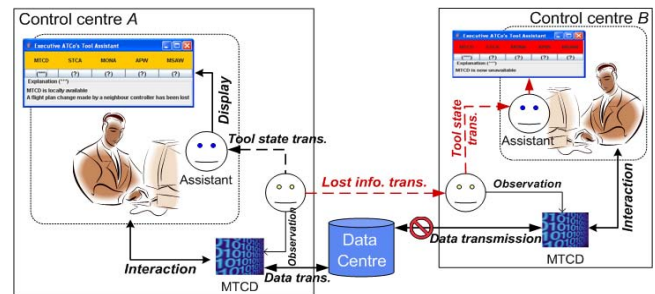 Control centre A
Executive ATCo's Tool Assistant
MTCD STCA MONA APW MSAW
(***) (?) (?) (?) (?)
Explanation (***)
MTCD is locally available
A flight plan change made by a neighbour controller has been lost
Display
Tool state trans.
Assistant
Observation
Interaction
MTCD
Data trans.
Data
Centre
Lost info. trans.
Control centre B
Executive ATCo's Tool Assistant
(***) (?) (?) (?) (?)
Explanation (***)
MTCD is now unavailable
Tool state
trans.
Assistant
Observation
Interaction
Data transmission
MTCD